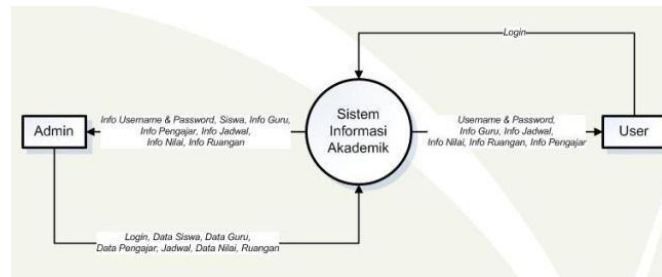 Login
Info Username & Password, Siswa, Info Guru,
Info Pengajar, Info Jadwal,
Info Nilai, Info Ruangan
Admin
Sistem
Informasi
Akademik
Username & Password,
Info Guru, Info Jadwal,
Info Nilai, Info Ruangan, Info Pengajar
User
Login, Data Siswa, Data Guru,
Data Pengajar, Jadwal, Data Nilai, Ruangan